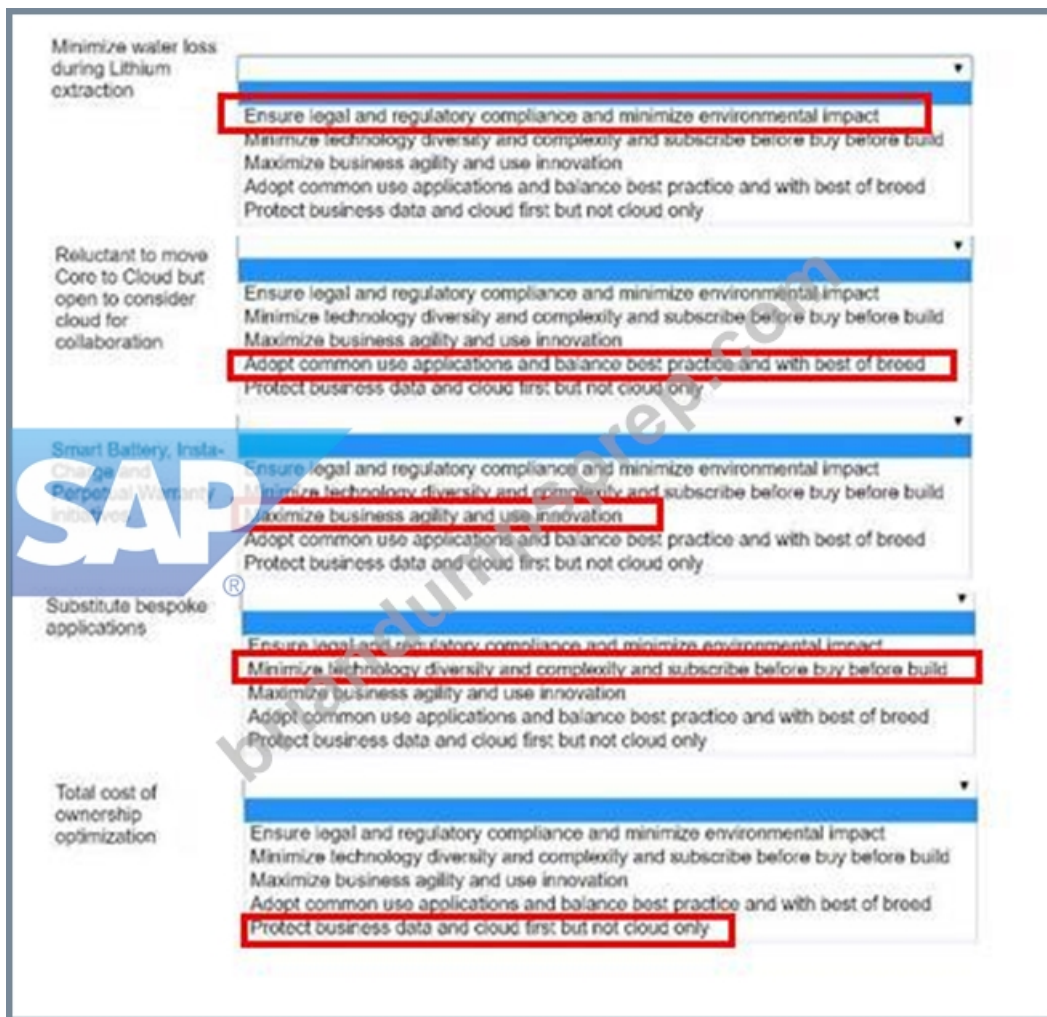 Minimize water loss
during Lithium
extraction
Ensure legal and regulatory compliance and minimize environmental impact
Minimize technology diversity and complexity and subscribe before buy before build
Maximize business agility and use innovation
Adopt common use applications and balance best practice and with best of breed
Protect business data and cloud first but not cloud only
Reluctant to move
Core to Cloud but
open to consider
cloud for
collaboration
Ensure legal and regulatory compliance and minimize environmental impact
Minimize technology diversity and complexity and subscribe before buy before build
Maximize business agility and use innovation
Adopt common use applications and balance best practice and with best of breed
Protect business data and cloud first but not cloud only
Smart Battery, Insta-
Charge and
Perpetual Warranty
initiatives
Ensure legal and regulatory compliance and minimize environmental impact
Minimize technology diversity and complexity and subscribe before buy before build
Maximize business agility and use innovation
Adopt common use applications and balance best practice and with best of breed
Protect business data and cloud first but not cloud only
SAP
®
Substitute bespoke
applications
Ensure legal and regulatory compliance and minimize environmental impact
Minimize technology diversity and complexity and subscribe before buy before build
Maximize business agility and use innovation
Adopt common use applications and balance best practice and with best of breed
Protect business data and cloud first but not cloud only
Total cost of
ownership
optimization
Ensure legal and regulatory compliance and minimize environmental impact
Minimize technology diversity and complexity and subscribe before buy before build
Maximize business agility and use innovation
Adopt common use applications and balance best practice and with best of breed
Protect business data and cloud first but not cloud only